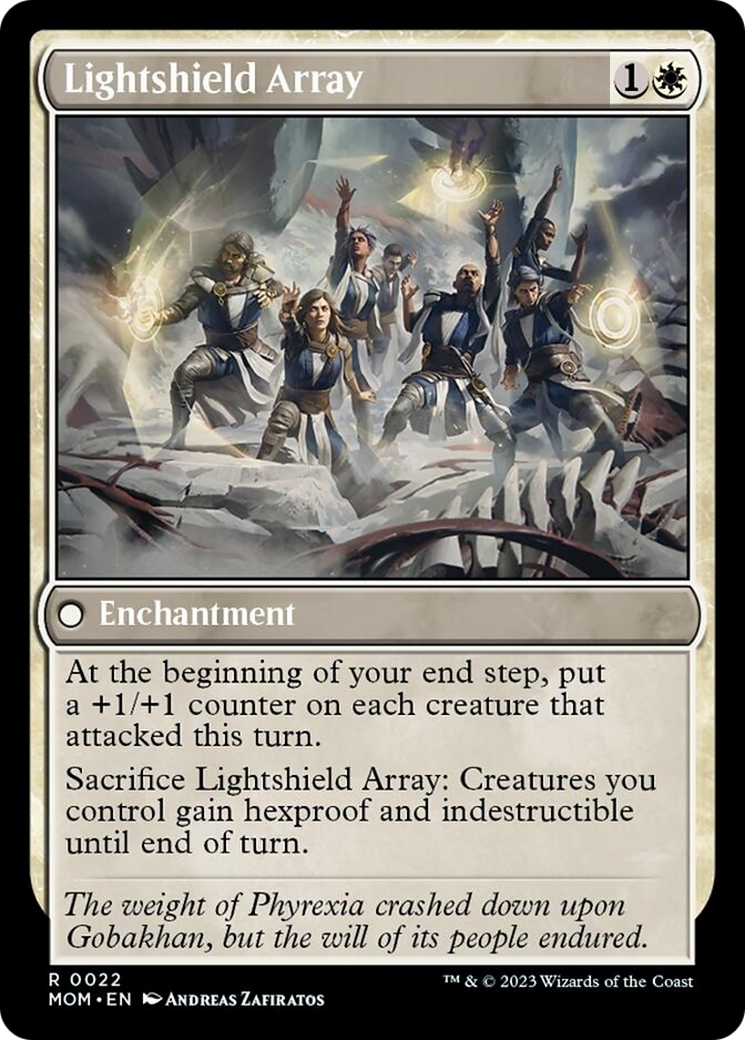 Lightshield Array 1
Enchantment
At the beginning of your end step, put
a +1/+1 counter on each creature that
attacked this turn.
Sacrifice Lightshield Array: Creatures you
control gain hexproof and indestructible
until end of turn.
The weight of Phyrexia crashed down upon
Gobakhan, but the will of its people endured.
R 0022
MOM • EN Andreas Zafiratos
™ & © 2023 Wizards of the Coast